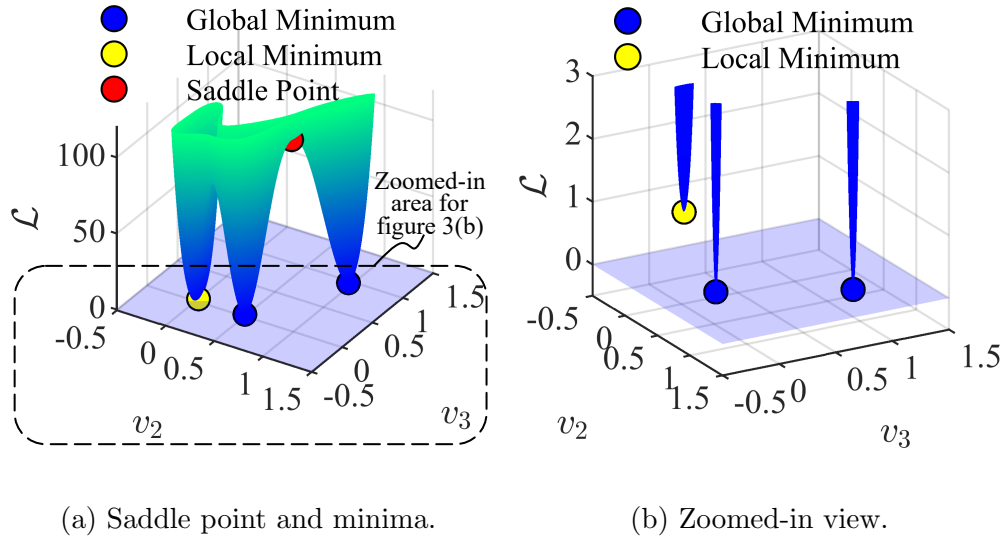 Global Minimum
Local Minimum
Saddle Point
100
50
0
ℒ
-0.5
0
0.5
1
1.5
v₂
-0.5
0
0.5
1
1.5
v₃
Zoomed-in
area for
figure 3(b)
(a) Saddle point and minima.
Global Minimum
Local Minimum
3
2
1
0
ℒ
-0.5
0
0.5
1
1.5
v₂
-0.5
0
0.5
1
1.5
v₃
(b) Zoomed-in view.